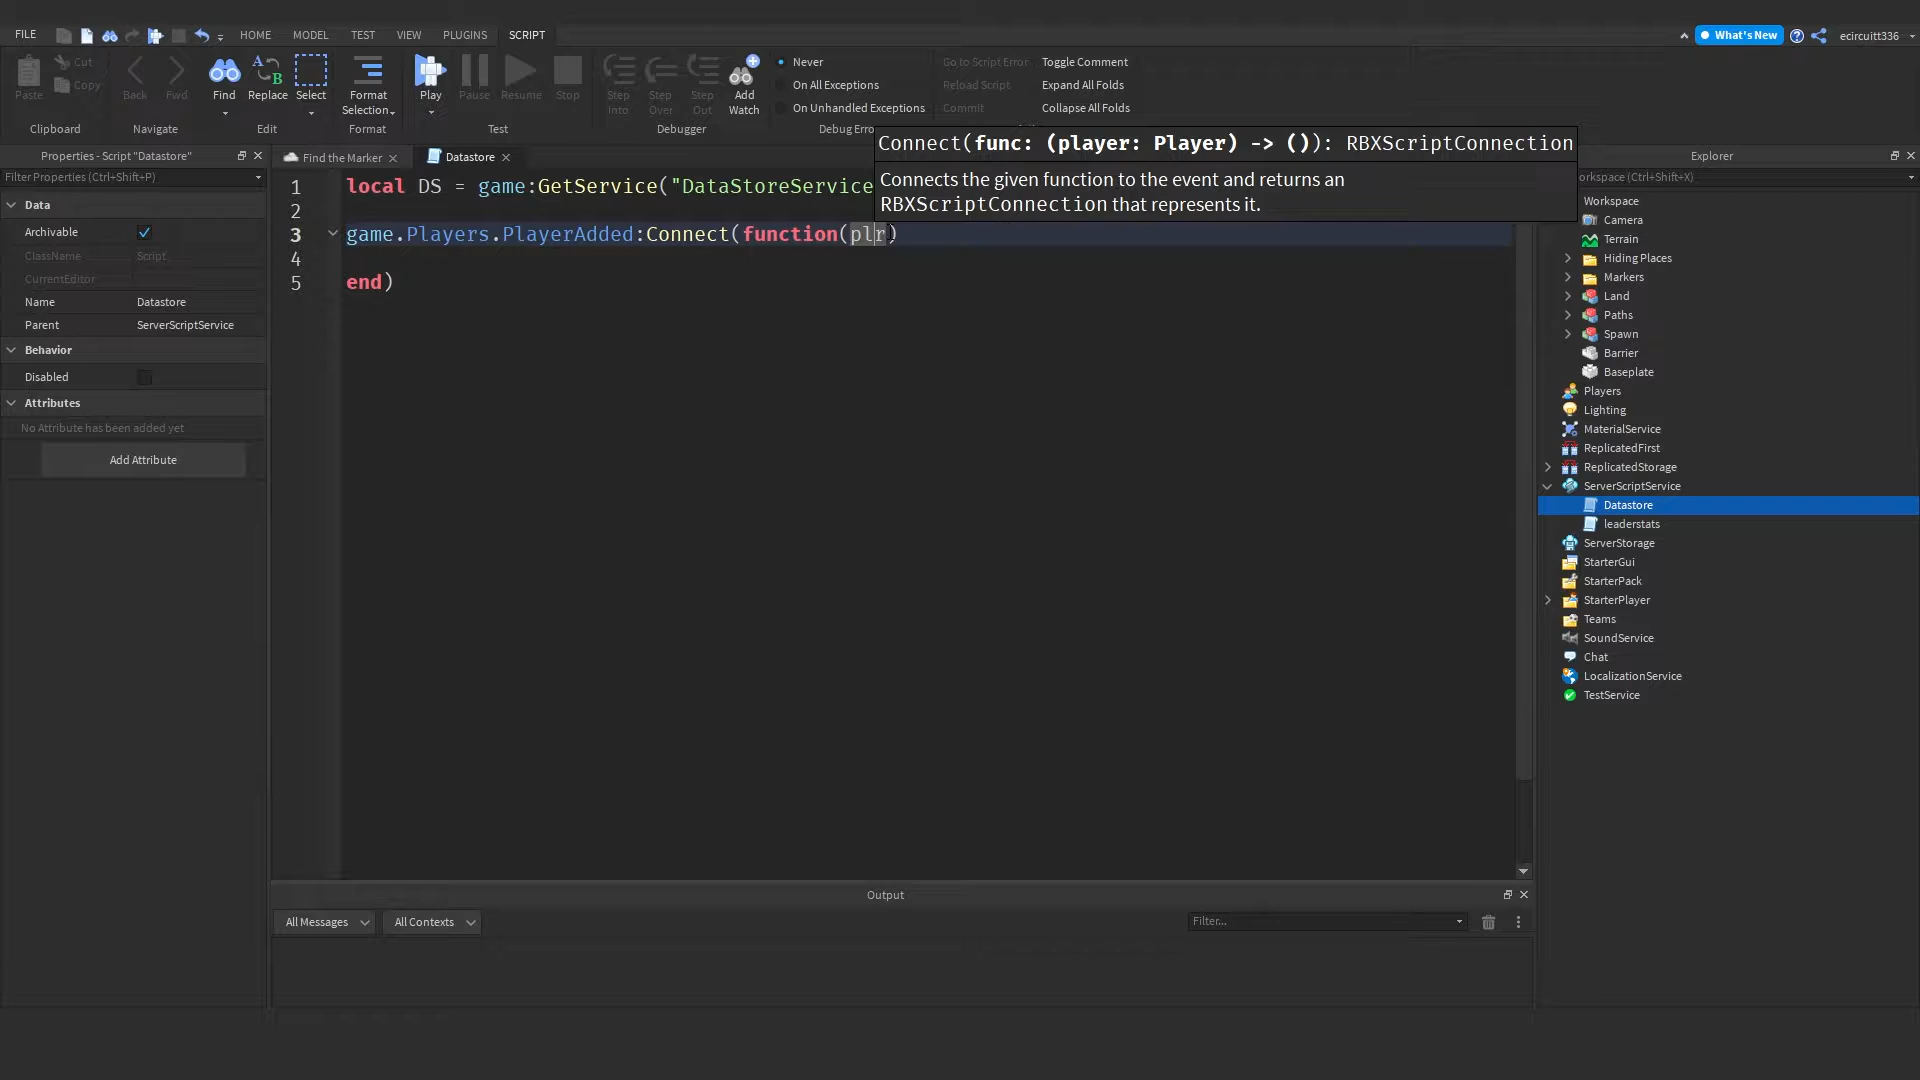 FILE
HOME
MODEL
TEST
VIEW
PLUGINS
SCRIPT
What's New
ecircuitt336
Paste
Cut
Copy
Clipboard
Back
Fwd
Navigate
Find
Replace
Select
Edit
Format
Selection
Format
Play
Pause
Resume
Stop
Test
Step
Into
Step
Over
Step
Out
Add
Watch
Debugger
Never
On All Exceptions
On Unhandled Exceptions
Go to Script Error
Reload Script
Commit
Toggle Comment
Expand All Folds
Collapse All Folds
Properties - Script "Datastore"
Filter Properties (Ctrl+Shift+P)
Data
Archivable
ClassName Script
CurrentEditor
Name Datastore
Parent ServerScriptService
Behavior
Disabled
Attributes
No Attribute has been added yet
Add Attribute
Find the Marker
Datastore
Connect(func: (player: Player) -> ()): RBXScriptConnection
Connects the given function to the event and returns an
RBXScriptConnection that represents it.
1 local DS = game:GetService("DataStoreService
2
3 game.Players.PlayerAdded:Connect(function(plr)
4
5 end)
Output
All Messages
All Contexts
Filter...
Explorer
orkspace (Ctrl+Shift+X)
Workspace
Camera
Terrain
Hiding Places
Markers
Land
Paths
Spawn
Barrier
Baseplate
Players
Lighting
MaterialService
ReplicatedFirst
ReplicatedStorage
ServerScriptService
Datastore
leaderstats
ServerStorage
StarterGui
StarterPack
StarterPlayer
Teams
SoundService
Chat
LocalizationService
TestService